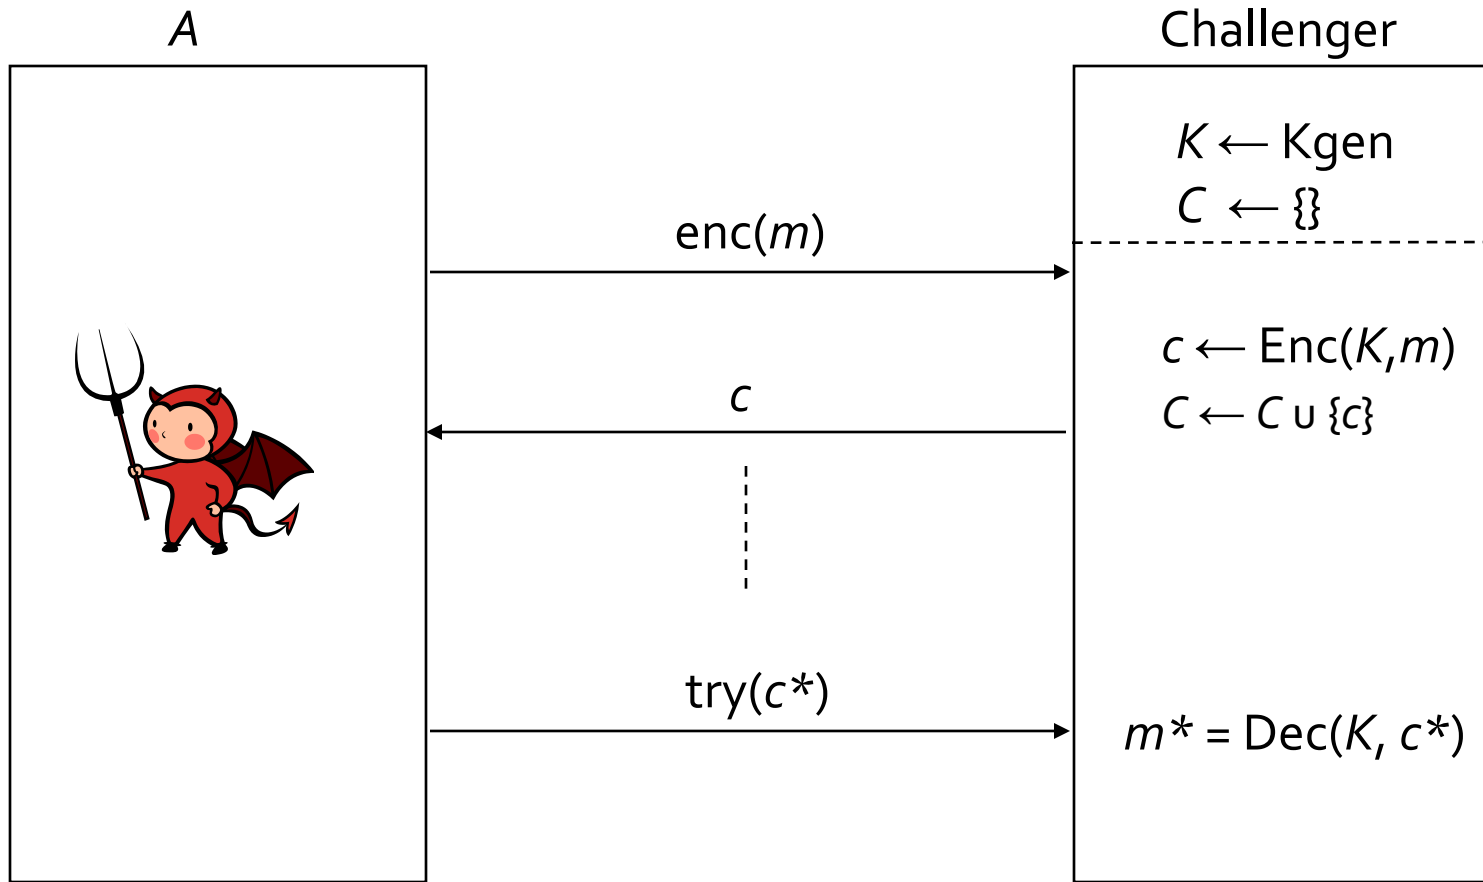 A
Challenger
K ← Kgen
C ← {}
enc(m)
c ← Enc(K,m)
C ← C ∪ {c}
c
try(c*)
m* = Dec(K, c*)